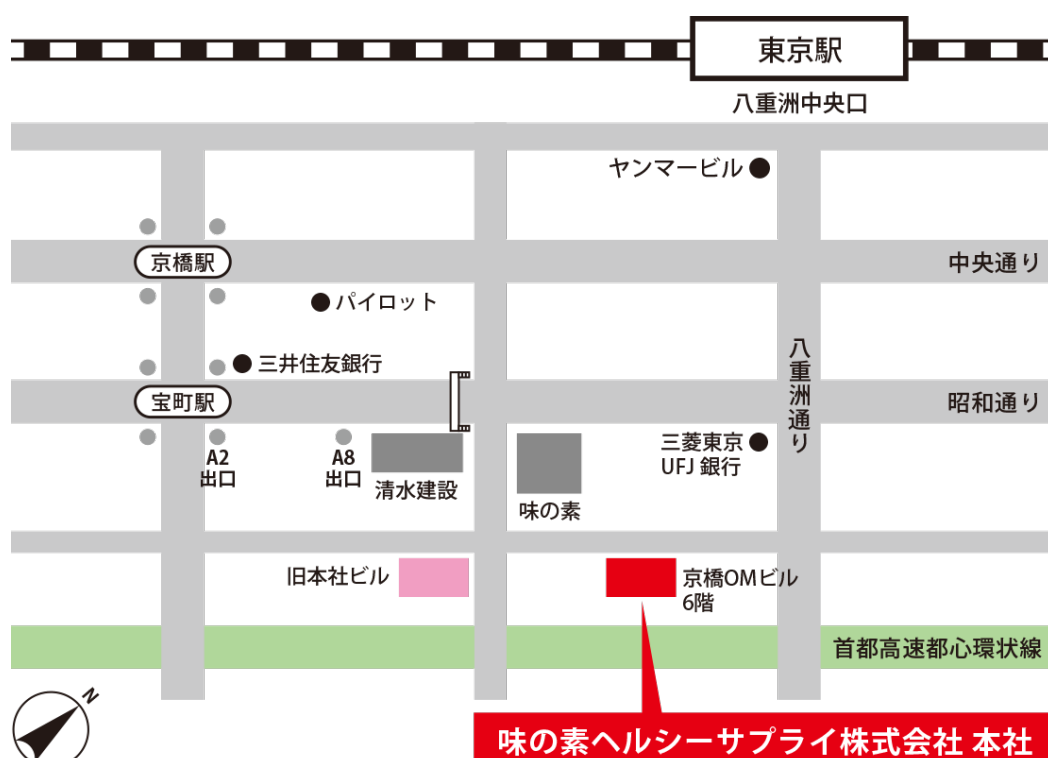 東京駅
八重洲中央口
ヤンマービル
京橋駅
中央通り
パイロット
三井住友銀行
八重洲通り
宝町駅
昭和通り
A2
出口
A8
出口
清水建設
味の素
三菱東京
UFJ 銀行
旧本社ビル
京橋OMビル
6階
首都高速都心環状線
N
味の素ヘルシーサプライ株式会社 本社